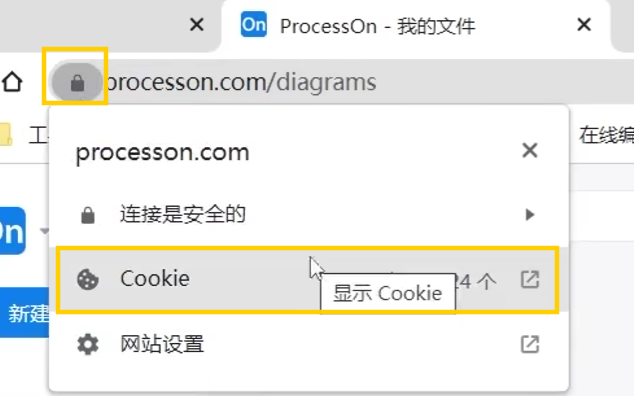 On ProcessOn - 我的文件
processon.com/diagrams
在线编
processon.com
连接是安全的
On
Cookie
24 个
显示 Cookie
新建
网站设置